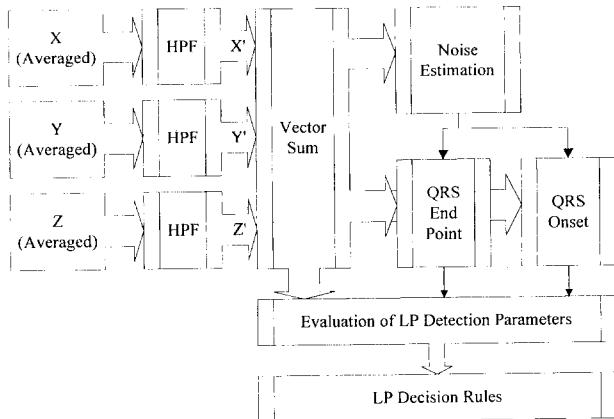 X
(Averaged)
HPF
X'
Y
(Averaged)
HPF
Y'
Z
(Averaged)
HPF
Z'
Vector
Sum
Noise
Estimation
QRS
End
Point
QRS
Onset
Evaluation of LP Detection Parameters
LP Decision Rules